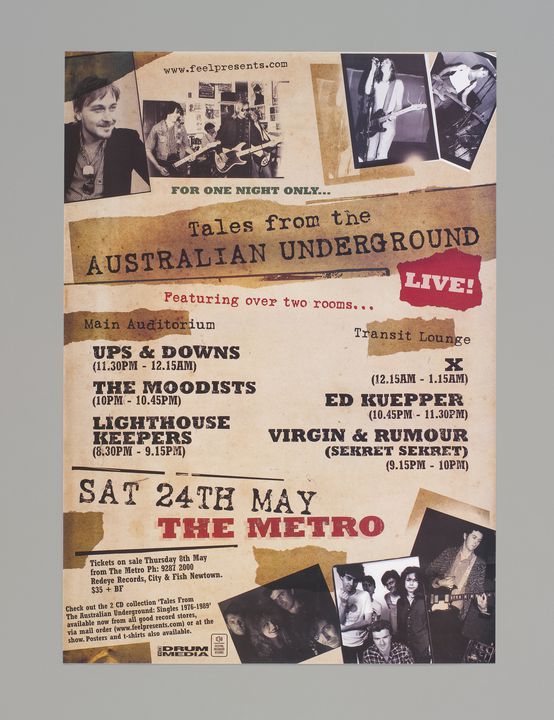 www.feelpresents.com
FOR ONE NIGHT ONLY...
Tales from the
AUSTRALIAN UNDERGROUND
LIVE!
Featuring over two rooms...
Main Auditorium
UPS & DOWNS
(11.30PM - 12.15AM)
THE MOODISTS
(10PM - 10.45PM)
LIGHTHOUSE
KEEPERS
(8.30PM - 9.15PM)
Transit Lounge
X
(12.15AM - 1.15AM)
ED KUEPPER
(10.45PM - 11.30PM)
VIRGIN & RUMOUR
(SEKRET SEKRET)
(9.15PM - 10PM)
SAT 24TH MAY
THE METRO
Tickets on sale Thursday 8th May
from The Metro Ph: 9287 2000
Redeye Records, City & Fish Newtown.
$35 + BF
Check out the 2 CD collection 'Tales From
The Australian Underground: Singles 1976-1989'
available now from all good record stores,
via mail order (www.feelpresents.com) or at the
show. Posters and t-shirts also available.
THE DRUM
MEDIA